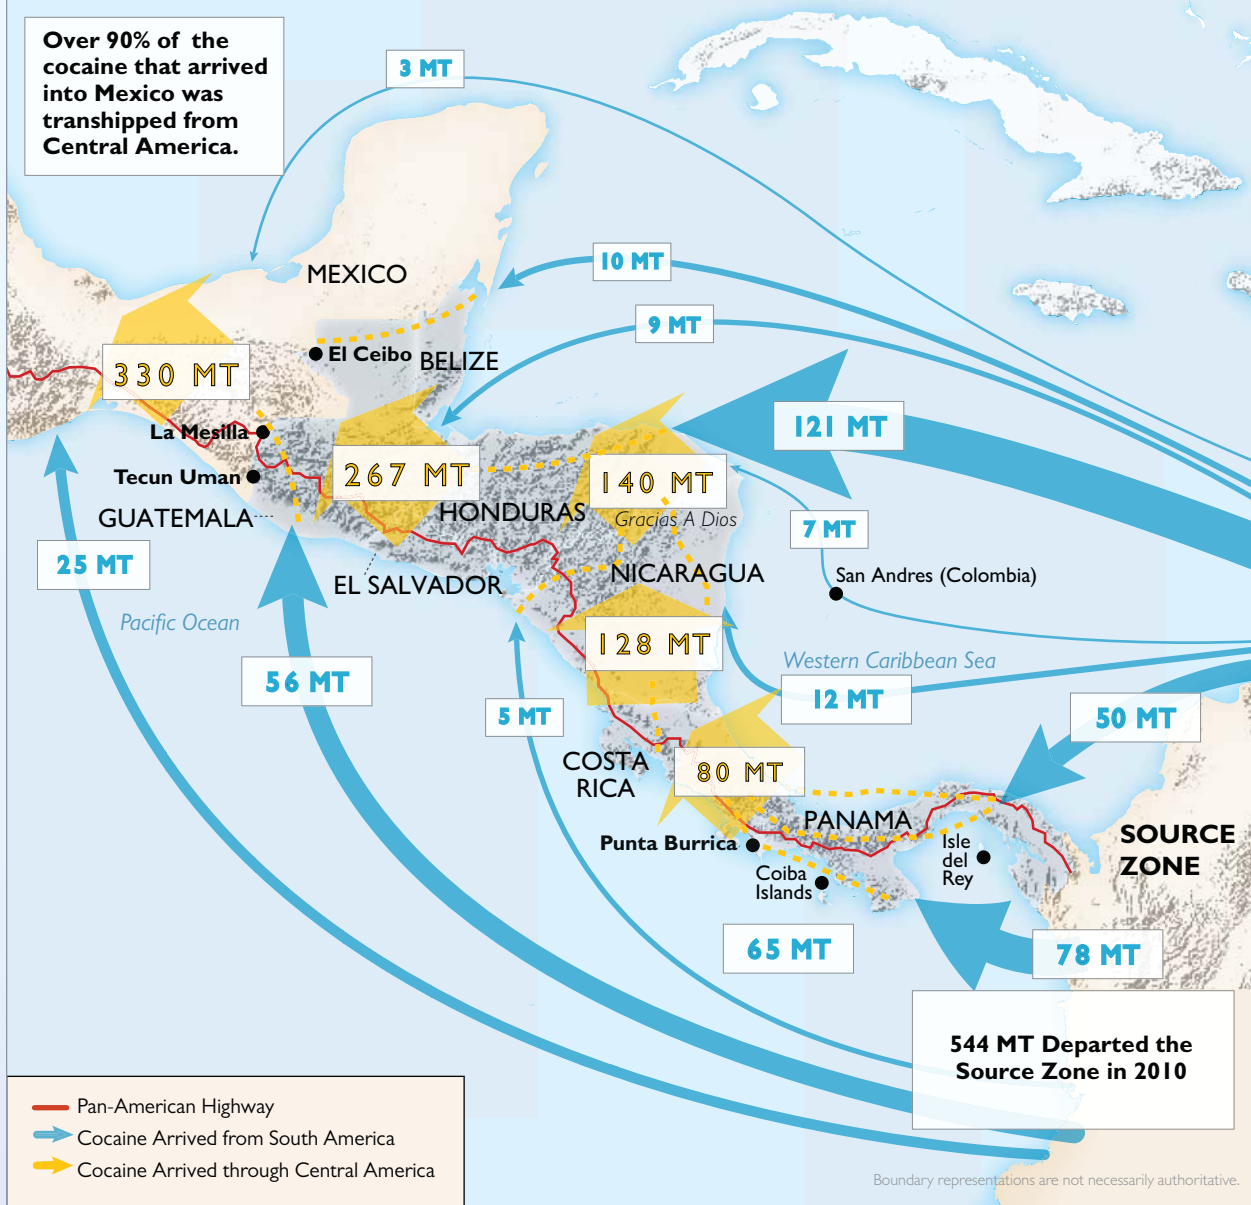 Over 90% of the
cocaine that arrived
into Mexico was
transhipped from
Central America.
3 MT
10 MT
MEXICO
9 MT
El Ceibo
BELIZE
330 MT
121 MT
La Mesilla
267 MT
Tecun Uman
140 MT
HONDURAS
GUATEMALA
Gracias A Dios
7 MT
25 MT
NICARAGUA
San Andres (Colombia)
EL SALVADOR
Pacific Ocean
128 MT
Western Caribbean Sea
56 MT
12 MT
5 MT
50 MT
COSTA
RICA
80 MT
PANAMA
SOURCE
ZONE
Punta Burrica
Isle
del
Rey
Coiba
Islands
65 MT
78 MT
544 MT Departed the
Source Zone in 2010
Pan-American Highway
Cocaine Arrived from South America
Cocaine Arrived through Central America
Boundary representations are not necessarily authoritative.